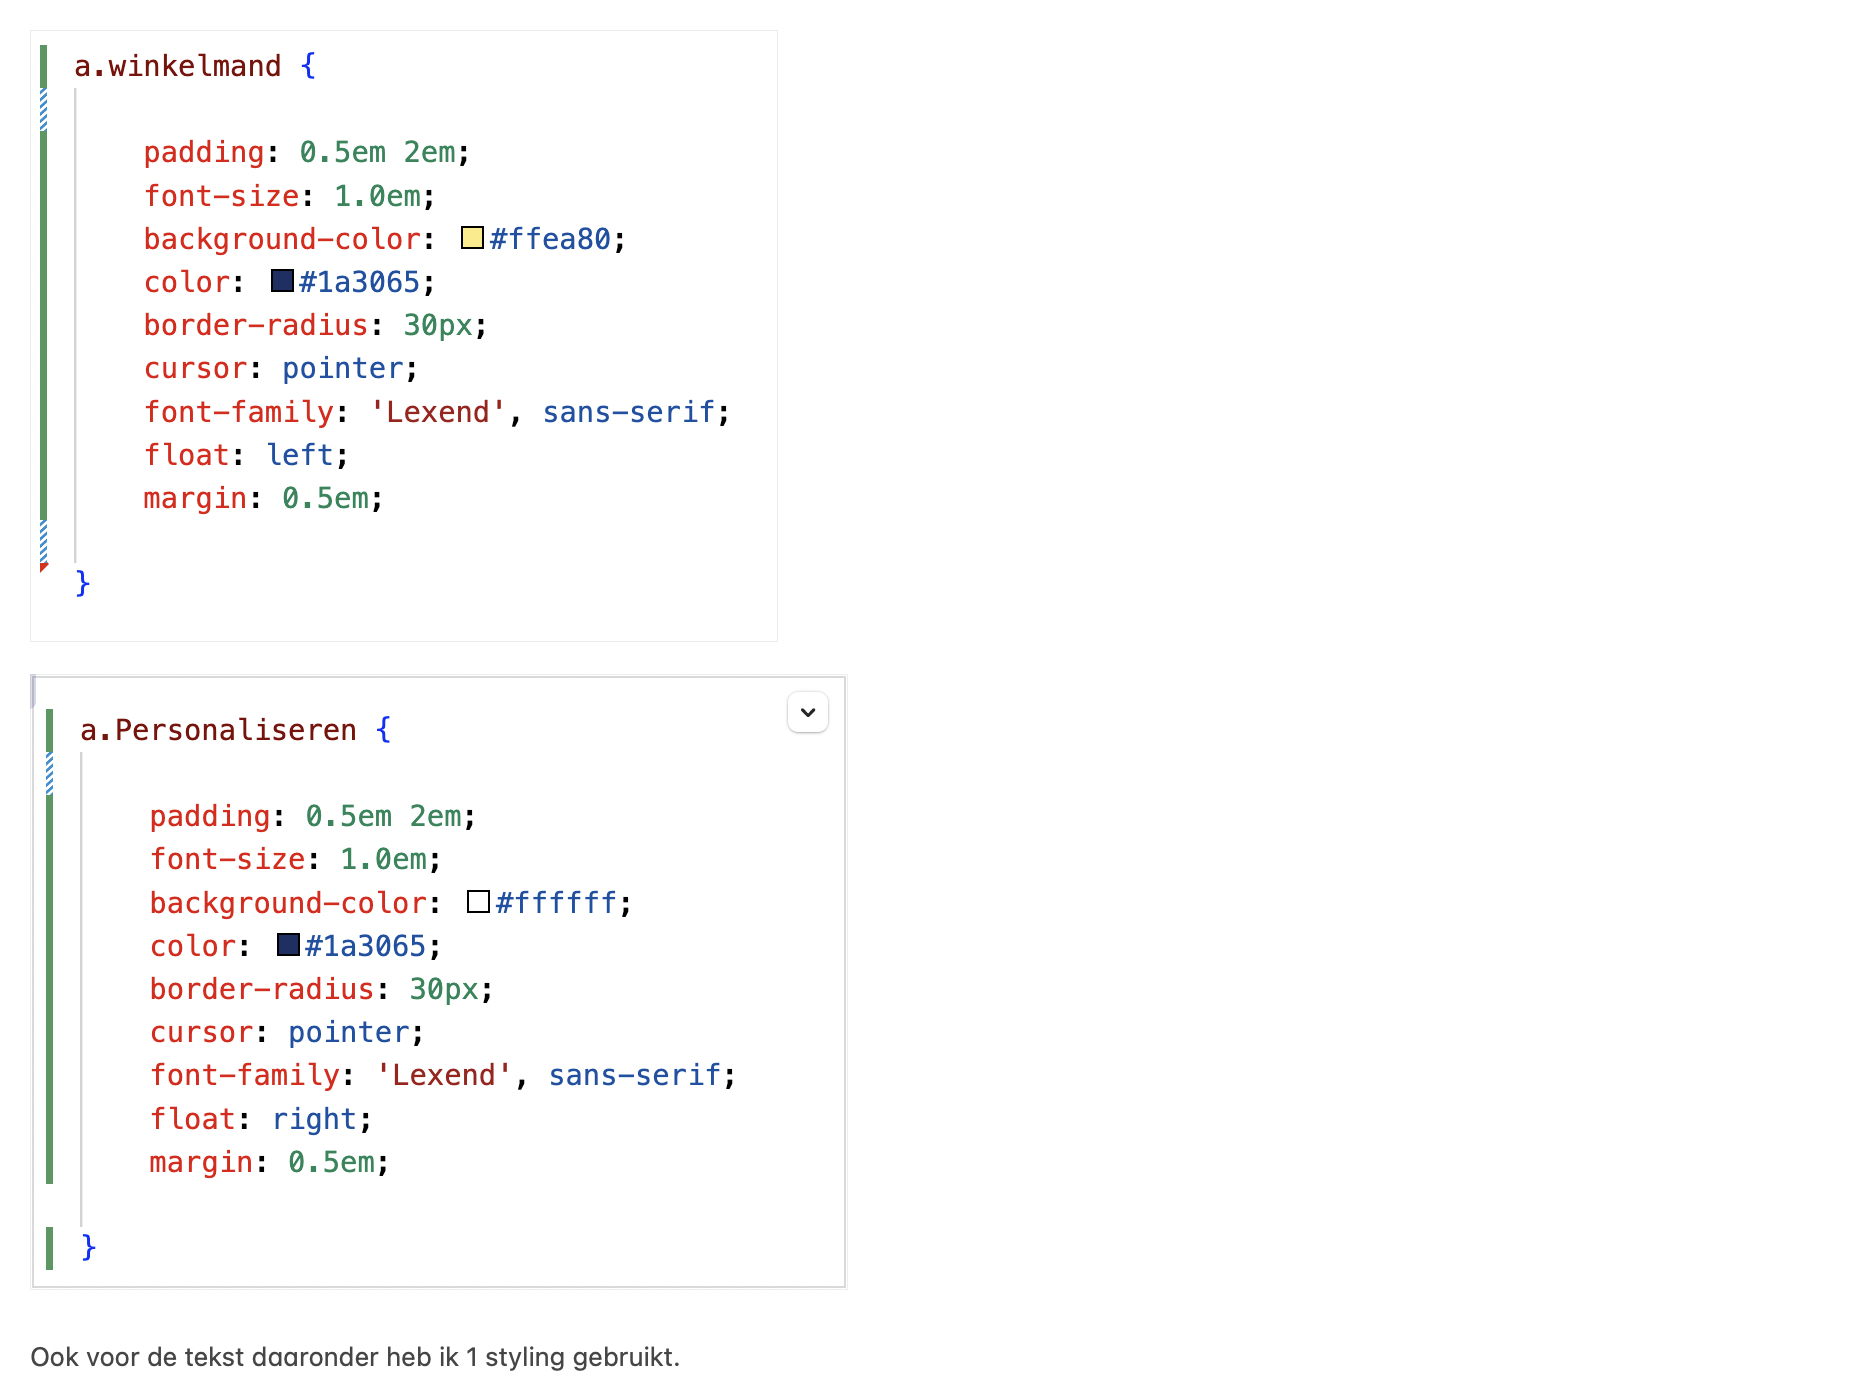 a.winkelmand {
padding: 0.5em 2em;
font-size: 1.0em;
background-color: #ffea80;
color: #1a3065;
border-radius: 30px;
cursor: pointer;
font-family: 'Lexend', sans-serif;
float: left;
margin: 0.5em;
}
a.Personaliseren {
padding: 0.5em 2em;
font-size: 1.0em;
background-color: #ffffff;
color: #1a3065;
border-radius: 30px;
cursor: pointer;
font-family: 'Lexend', sans-serif;
float: right;
margin: 0.5em;
}
Ook voor de tekst daaronder heb ik 1 styling gebruikt.